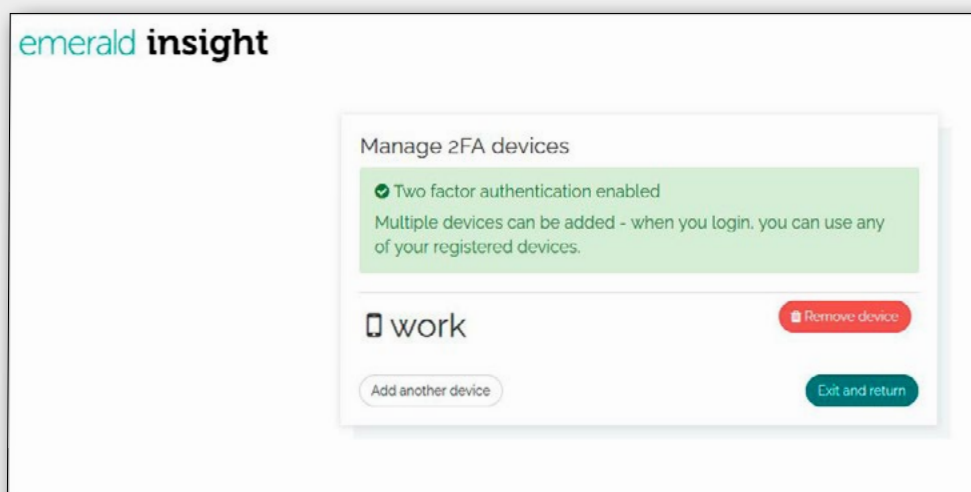 emerald insight
Manage 2FA devices
Two factor authentication enabled
Multiple devices can be added - when you login, you can use any
of your registered devices.
work
Remove device
Add another device
Exit and return